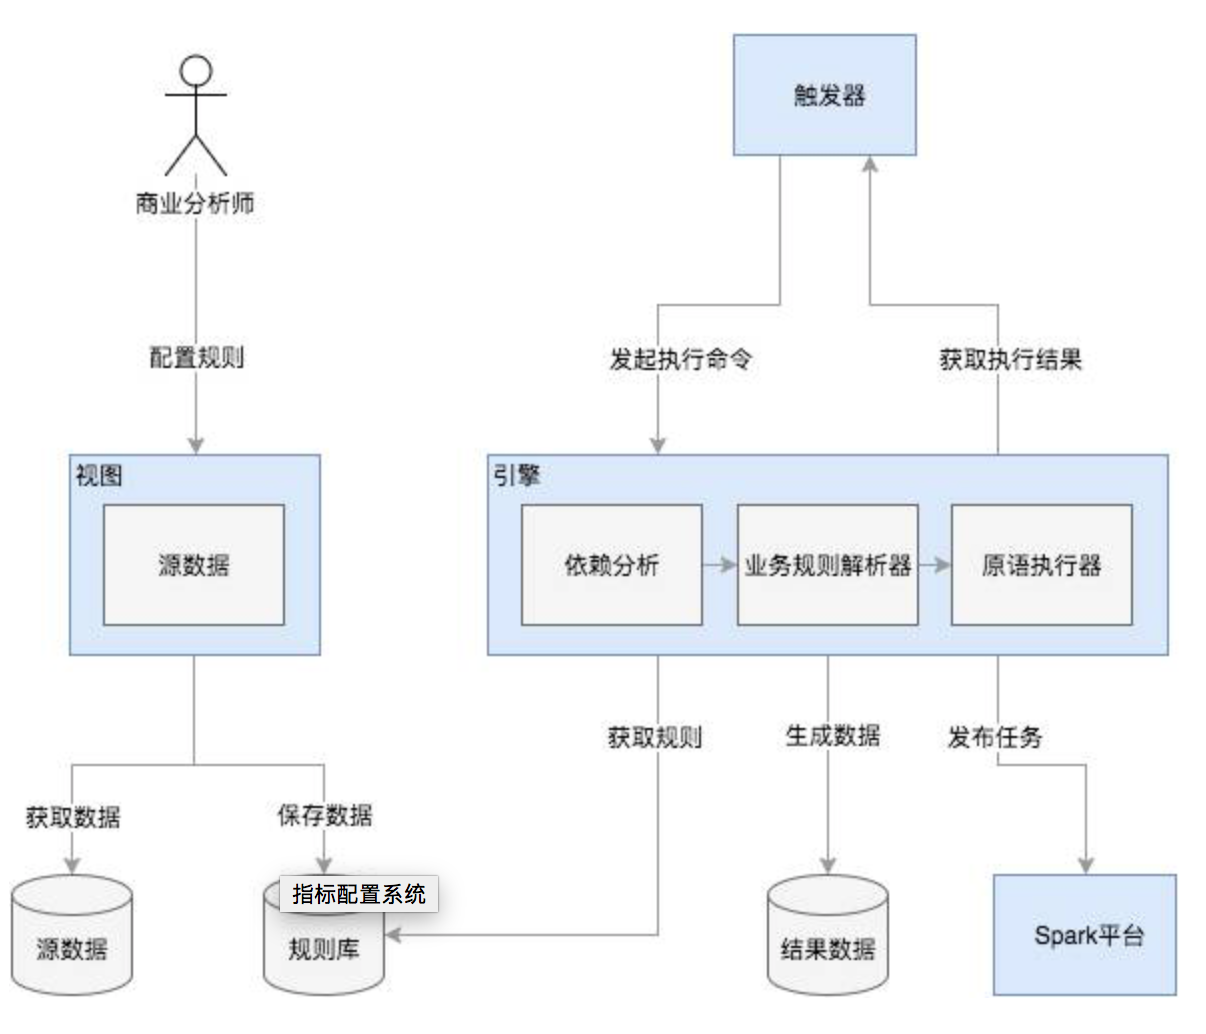 触发器
商业分析师
配置规则
发起执行命令
获取执行结果
视图
源数据
引擎
依赖分析
业务规则解析器
原语执行器
获取规则
生成数据
发布任务
获取数据
保存数据
指标配置系统
源数据
规则库
结果数据
Spark平台